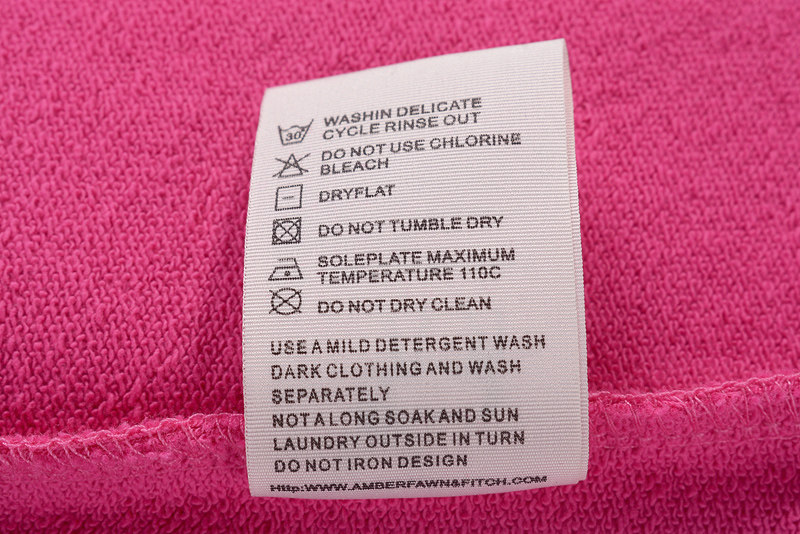 30°
WASHIN DELICATE
CYCLE RINSE OUT
DO NOT USE CHLORINE
BLEACH
DRYFLAT
DO NOT TUMBLE DRY
SOLEPLATE MAXIMUM
TEMPERATURE 110C
DO NOT DRY CLEAN
USE A MILD DETERGENT WASH
DARK CLOTHING AND WASH
SEPARATELY
NOT A LONG SOAK AND SUN
LAUNDRY OUTSIDE IN TURN
DO NOT IRON DESIGN
Http:WWW.AMBERFAWN&FITCH.COM